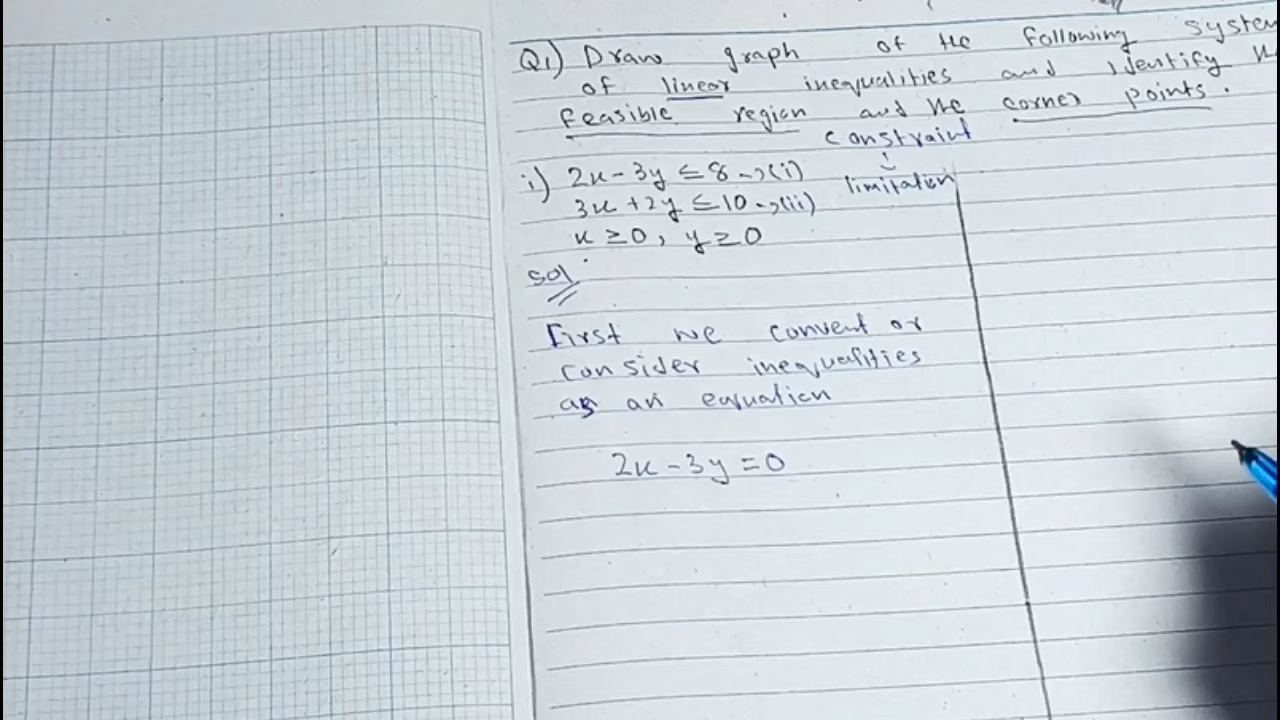 Q1) Draw graph of the following system
of linear inequalities and identify
feasible region and the corner points.
constraint
↓
limitation
i) 2x - 3y ≤ 8 → (i)
3x + 2y ≤ 10 → (ii)
x ≥ 0, y ≥ 0
Sol
First we convert or
consider inequalities
as an equation
2x - 3y = 0